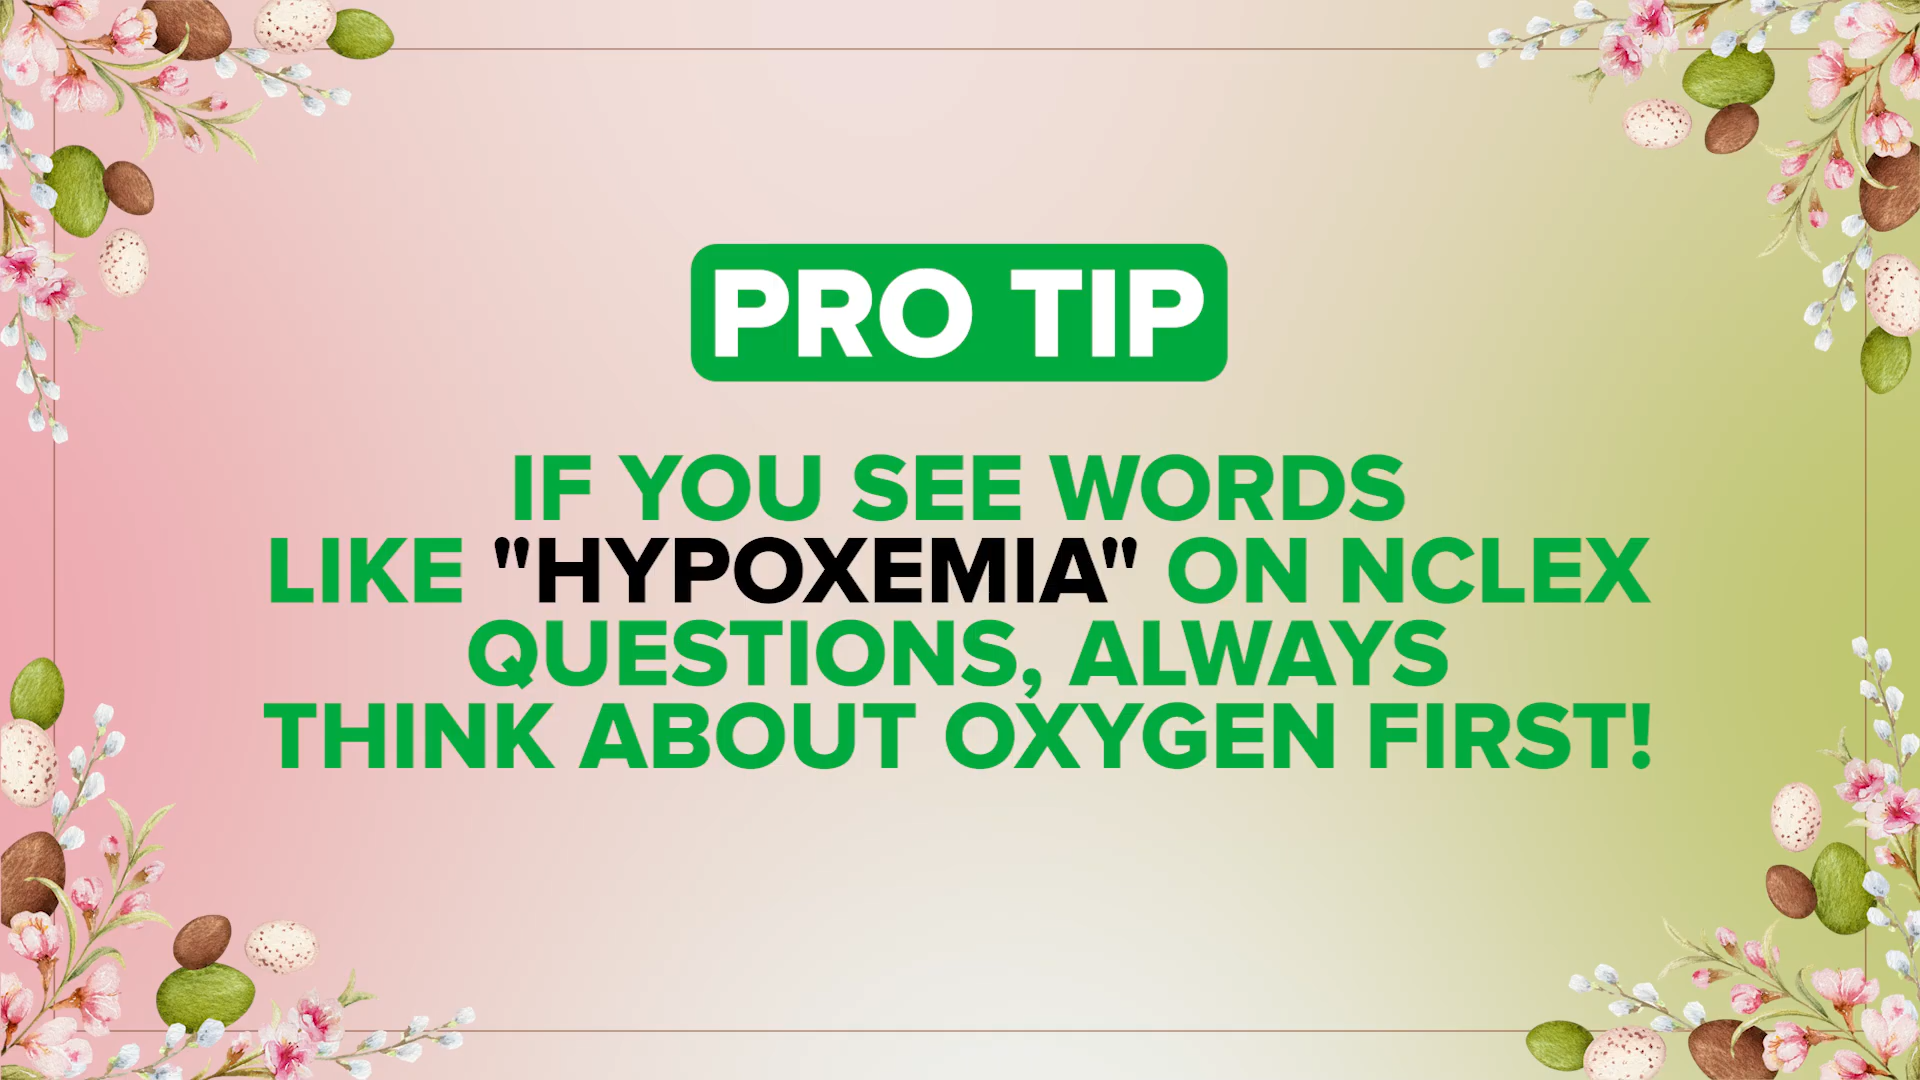 PRO TIP
IF YOU SEE WORDS
LIKE "HYPOXEMIA" ON NCLEX
QUESTIONS, ALWAYS
THINK ABOUT OXYGEN FIRST!